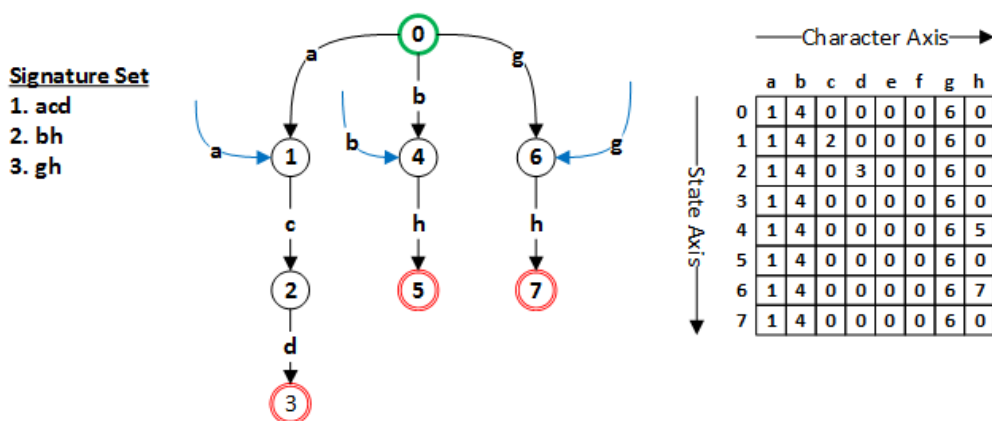 Signature Set
1. acd
2. bh
3. gh
0
a
b
g
a
b
g
1
4
6
c
h
h
2
5
7
d
3
Character Axis
State Axis
a b c d e f g h
0 1 4 0 0 0 0 6 0
1 1 4 2 0 0 0 6 0
2 1 4 0 3 0 0 6 0
3 1 4 0 0 0 0 6 0
4 1 4 0 0 0 0 6 5
5 1 4 0 0 0 0 6 0
6 1 4 0 0 0 0 6 7
7 1 4 0 0 0 0 6 0